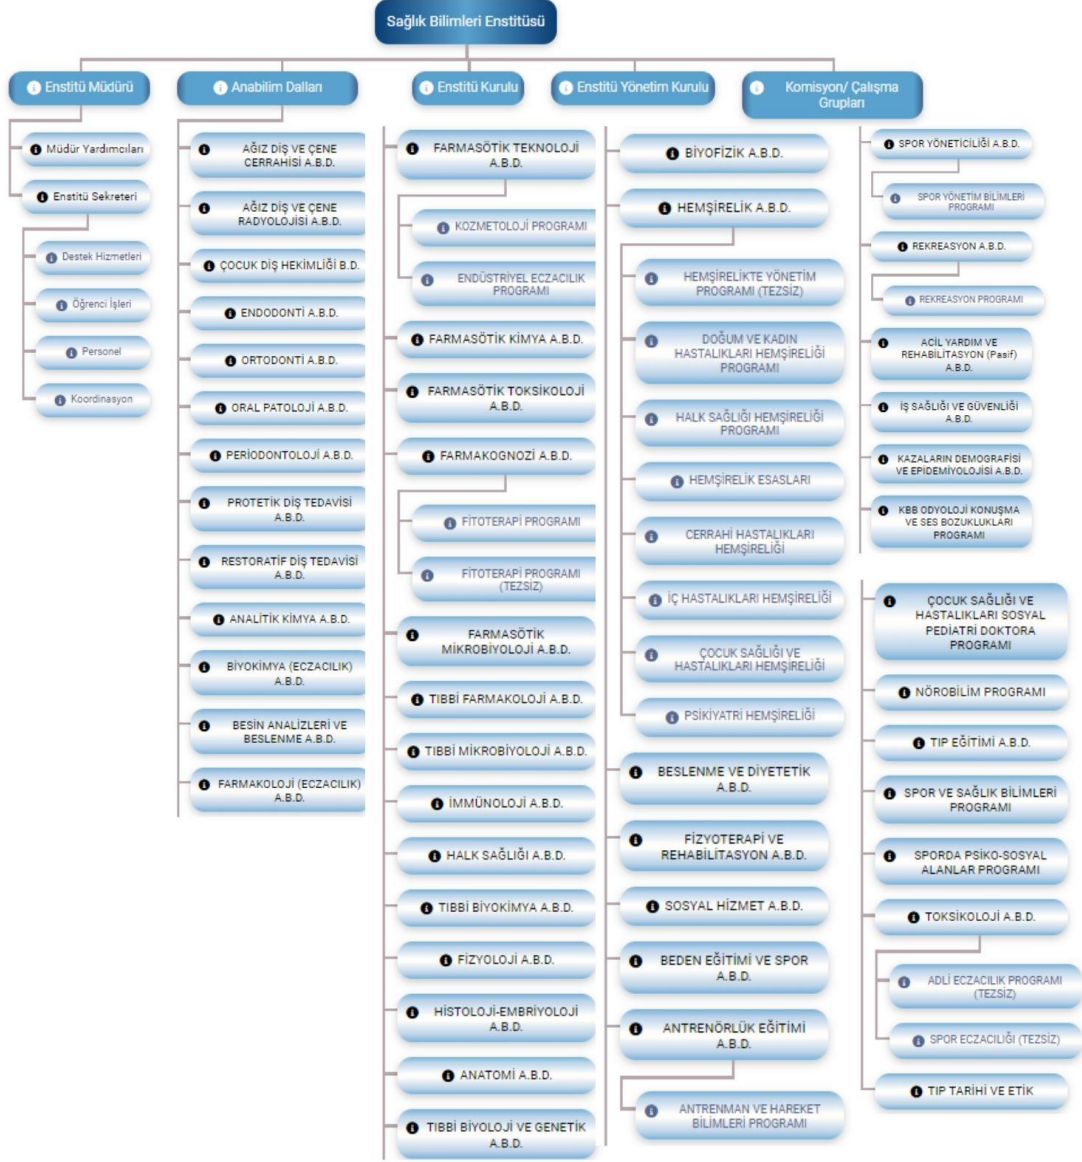 Sağlık Bilimleri Enstitüsü
Enstitü Müdürü
Anabilim Dalları
Enstitü Kurulu
Enstitü Yönetim Kurulu
Komisyon/ Çalışma
Grupları
Müdür Yardımcıları
Enstitü Sekreteri
Destek Hizmetleri
Öğrenci İşleri
Personel
Koordinasyon
AĞIZ DİŞ VE ÇENE
CERRAHİSİ A.B.D.
AĞIZ DİŞ VE ÇENE
RADYOLOJİSİ A.B.D.
ÇOCUK DİŞ HEKİMLİĞİ B.D.
ENDODONTİ A.B.D.
ORTODONTİ A.B.D.
ORAL PATOLOJİ A.B.D.
PERİODONTOLOJİ A.B.D.
PROTETİK DİŞ TEDAVİSİ
A.B.D.
RESTORATİF DİŞ TEDAVİSİ
A.B.D.
ANALİTİK KİMYA A.B.D.
BİYOKİMYA (ECZACILIK)
A.B.D.
BESİN ANALİZLERİ VE
BESLENME A.B.D.
FARMAKOLOJİ (ECZACILIK)
A.B.D.
FARMASÖTİK TEKNOLOJİ
A.B.D.
KOZMETOLOJİ PROGRAMI
ENDÜSTRİYEL ECZACILIK
PROGRAMI
FARMASÖTİK KİMYA A.B.D.
FARMASÖTİK TOKSİKOLOJİ
A.B.D.
FARMAKOGNOZİ A.B.D.
FİTOTERAPİ PROGRAMI
FİTOTERAPİ PROGRAMI
(TEZSİZ)
FARMASÖTİK
MİKROBİYOLOJİ A.B.D.
TIBBİ FARMAKOLOJİ A.B.D.
TIBBİ MİKROBİYOLOJİ A.B.D.
İMMÜNOLOJİ A.B.D.
HALK SAĞLIĞI A.B.D.
TIBBİ BİYOKİMYA A.B.D.
FİZYOLOJİ A.B.D.
HİSTOLOJİ-EMBRİYOLOJİ
A.B.D.
ANATOMİ A.B.D.
TIBBİ BİYOLOJİ VE GENETİK
A.B.D.
BİYOFİZİK A.B.D.
HEMŞİRELİK A.B.D.
HEMŞİRELİKTE YÖNETİM
PROGRAMI (TEZSİZ)
DOĞUM VE KADIN
HASTALIKLARI HEMŞİRELİĞİ
PROGRAMI
HALK SAĞLIĞI HEMŞİRELİĞİ
PROGRAMI
HEMŞİRELİK ESASLARI
CERRAHİ HASTALIKLARI
HEMŞİRELİĞİ
İÇ HASTALIKLARI HEMŞİRELİĞİ
ÇOCUK SAĞLIĞI VE
HASTALIKLARI HEMŞİRELİĞİ
PSİKİYATRİ HEMŞİRELİĞİ
BESLENME VE DİYETETİK
A.B.D.
FİZYOTERAPİ VE
REHABİLİTASYON A.B.D.
SOSYAL HİZMET A.B.D.
BEDEN EĞİTİMİ VE SPOR
A.B.D.
ANTRENÖRLÜK EĞİTİMİ
A.B.D.
ANTRENMAN VE HAREKET
BİLİMLERİ PROGRAMI
SPOR YÖNETİCİLİĞİ A.B.D.
SPOR YÖNETİM BİLİMLERİ
PROGRAMI
REKREASYON A.B.D.
REKREASYON PROGRAMI
ACİL YARDIM VE
REHABİLİTASYON (Pasif)
A.B.D.
İŞ SAĞLIĞI VE GÜVENLİĞİ
A.B.D.
KAZALARIN DEMOGRAFİSİ
VE EPİDEMİYOLOJİSİ A.B.D.
KBB ODYOLOJİ KONUŞMA
VE SES BOZUKLUKLARI
PROGRAMI
ÇOCUK SAĞLIĞI VE
HASTALIKLARI SOSYAL
PEDİATRİ DOKTORA
PROGRAMI
NÖROBİLİM PROGRAMI
TIP EĞİTİMİ A.B.D.
SPOR VE SAĞLIK BİLİMLERİ
PROGRAMI
SPORDA PSİKO-SOSYAL
ALANLAR PROGRAMI
TOKSİKOLOJİ A.B.D.
ADLİ ECZACILIK PROGRAMI
(TEZSİZ)
SPOR ECZACILIĞI (TEZSİZ)
TIP TARİHİ VE ETİK